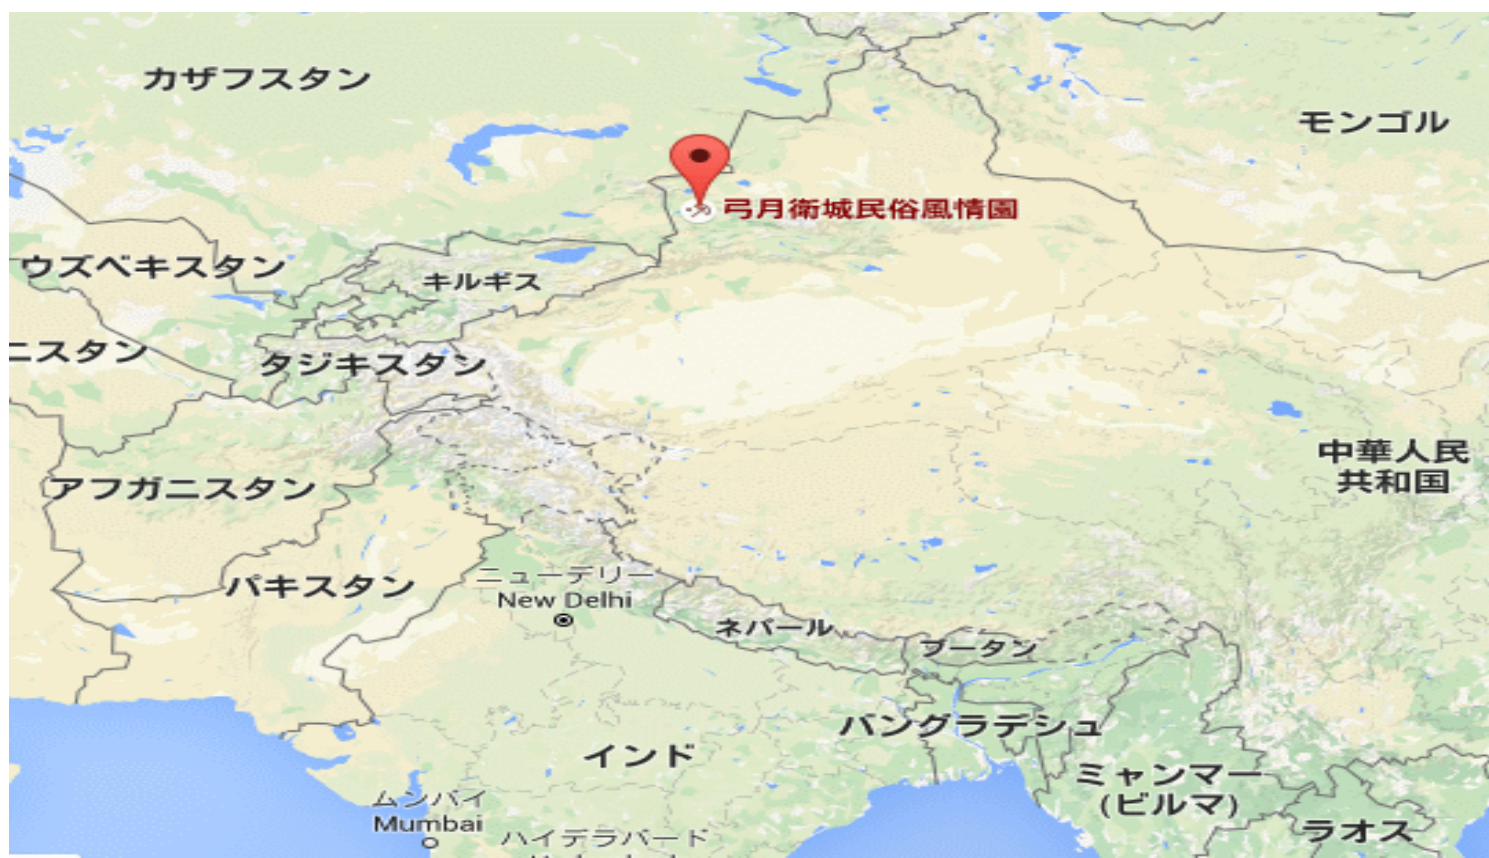 カザフスタン
モンゴル
弓月衛城民俗風情園
ウズベキスタン
キルギス
ニスタン
タジキスタン
中華人民
共和国
アフガニスタン
パキスタン
ニューデリー
New Delhi
ネパール
ブータン
バングラデシュ
インド
ミャンマー
(ビルマ)
ムンバイ
Mumbai
ハイデラバード
ラオス